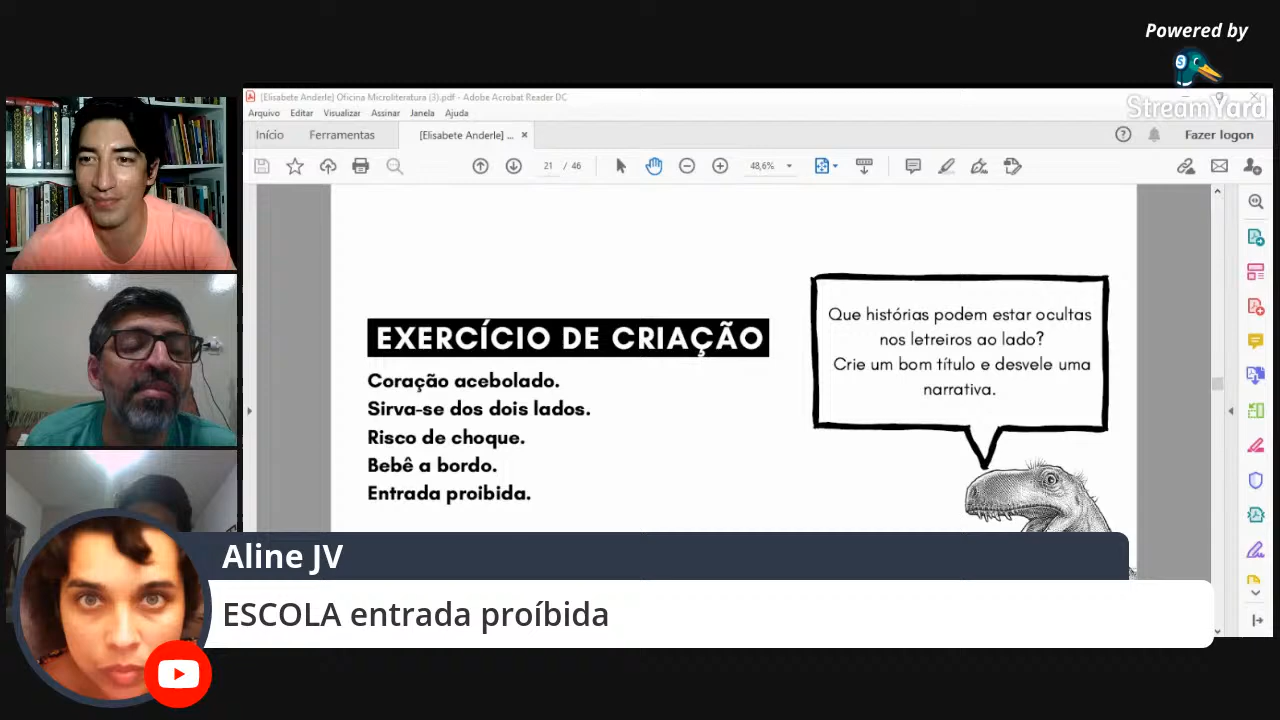 Powered by
StreamYard
[Elisabete Anderle] Oficina Microliteratura (3).pdf - Adobe Acrobat Reader DC
Arquivo Editar Visualizar Assinar Janela Ajuda
Início Ferramentas [Elisabete Anderle] ... × Fazer logon
21 / 46 48,6%
EXERCÍCIO DE CRIAÇÃO
Coração acebolado.
Sirva-se dos dois lados.
Risco de choque.
Bebê a bordo.
Entrada proibida.
Que histórias podem estar ocultas
nos letreiros ao lado?
Crie um bom título e desvele uma
narrativa.
Aline JV
ESCOLA entrada proíbida